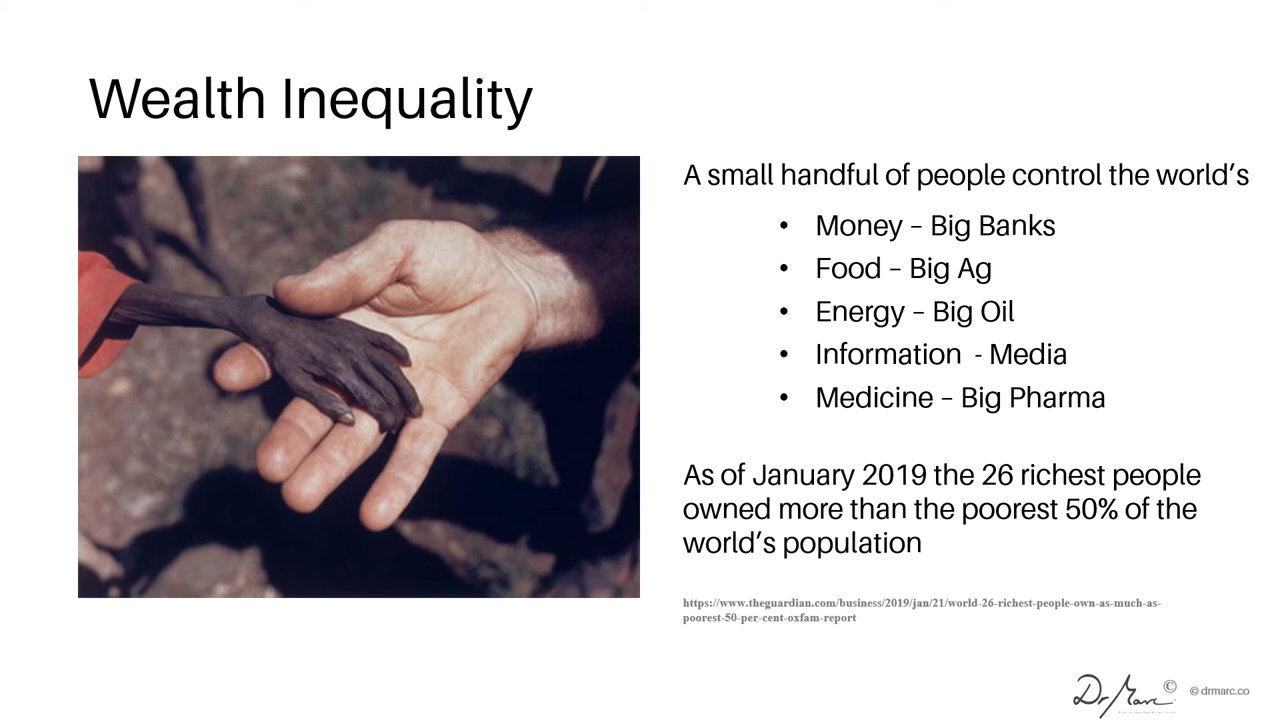 Wealth Inequality
A small handful of people control the world’s
• Money – Big Banks
• Food – Big Ag
• Energy – Big Oil
• Information - Media
• Medicine – Big Pharma
As of January 2019 the 26 richest people
owned more than the poorest 50% of the
world’s population
https://www.theguardian.com/business/2019/jan/21/world-26-richest-people-own-as-much-as-
poorest-50-per-cent-oxfam-report
Dr Marc © © drmarc.co